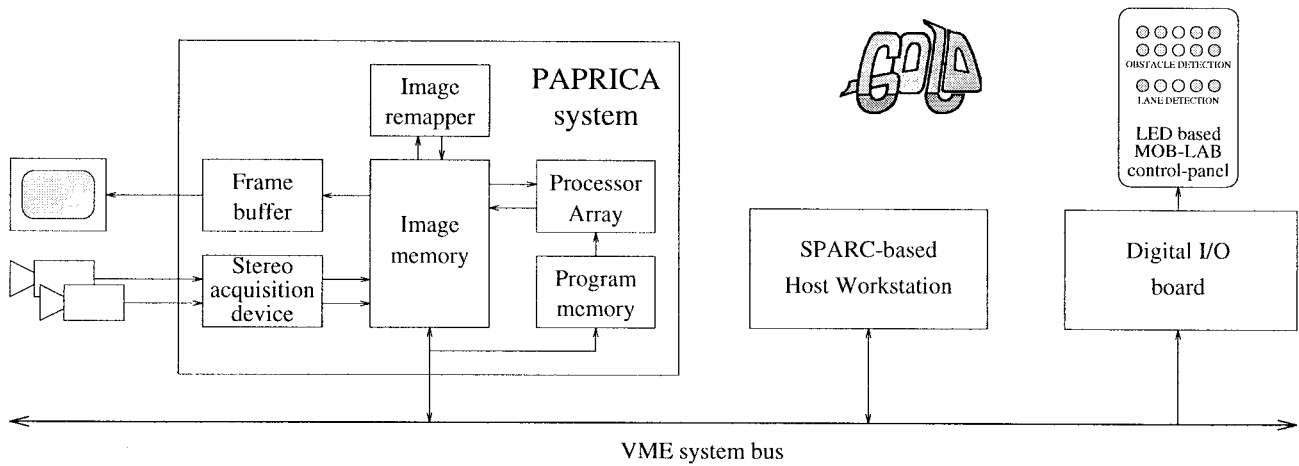 PAPRICA
system
Image
remapper
Frame
buffer
Image
memory
Processor
Array
Stereo
acquisition
device
Program
memory
GOLD
SPARC-based
Host Workstation
OBSTACLE DETECTION
LANE DETECTION
LED based
MOB-LAB
control-panel
Digital I/O
board
VME system bus